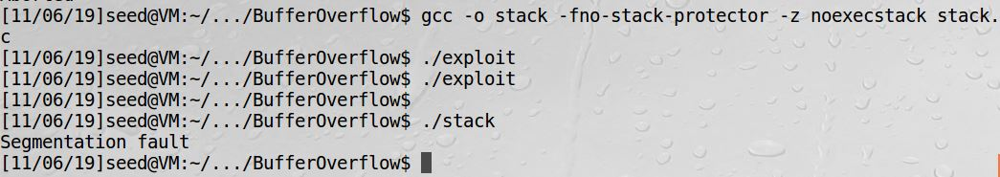 [11/06/19]seed@VM:~/.../BufferOverflow$ gcc -o stack -fno-stack-protector -z noexecstack stack.
c
[11/06/19]seed@VM:~/.../BufferOverflow$ ./exploit
[11/06/19]seed@VM:~/.../BufferOverflow$ ./exploit
[11/06/19]seed@VM:~/.../BufferOverflow$
[11/06/19]seed@VM:~/.../BufferOverflow$ ./stack
Segmentation fault
[11/06/19]seed@VM:~/.../BufferOverflow$